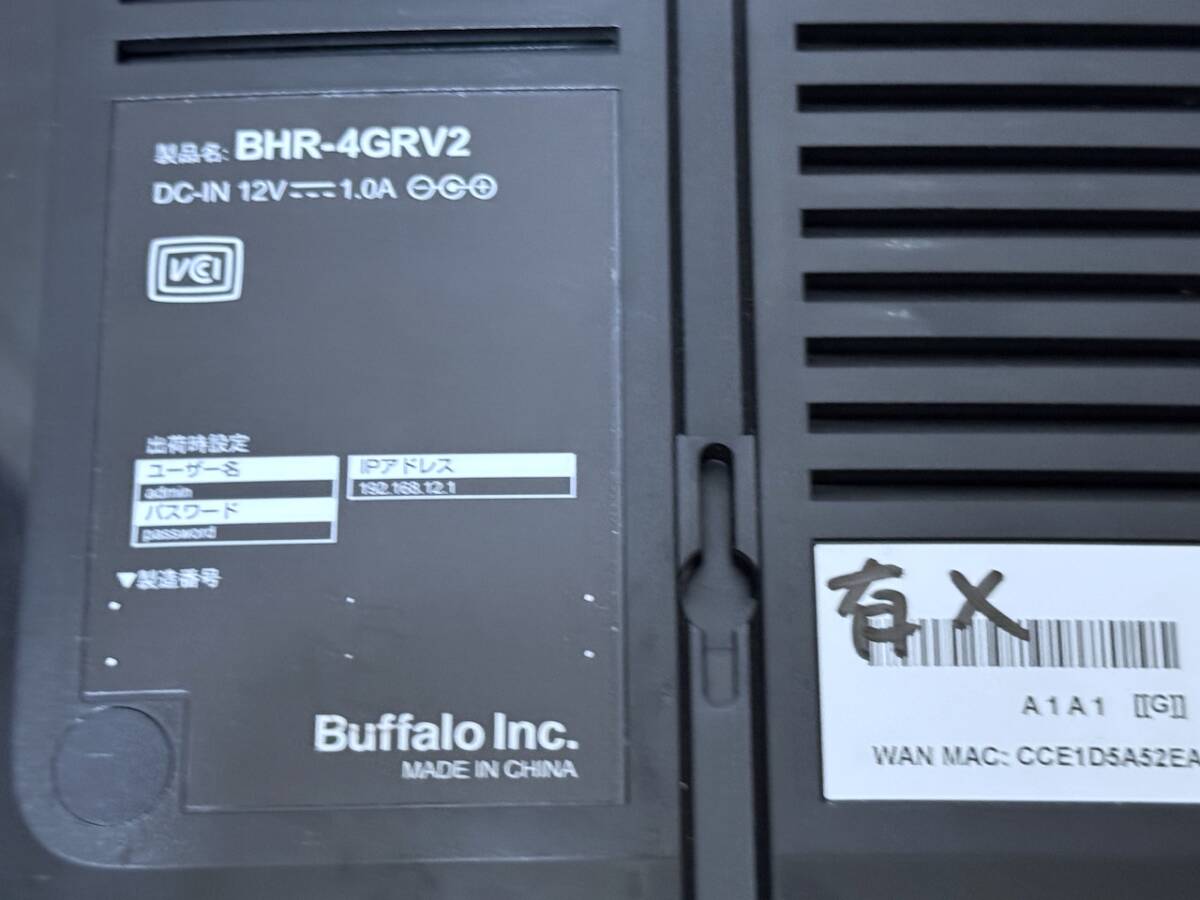 製品名: BHR-4GRV2
DC-IN 12V 1.0A
VCI
出荷時設定
ユーザー名
admin
パスワード
password
IPアドレス
192.168.12.1
▼製造番号
Buffalo Inc.
MADE IN CHINA
有 X
A1A1 [[G]]
WAN MAC: CCE1D5A52EA